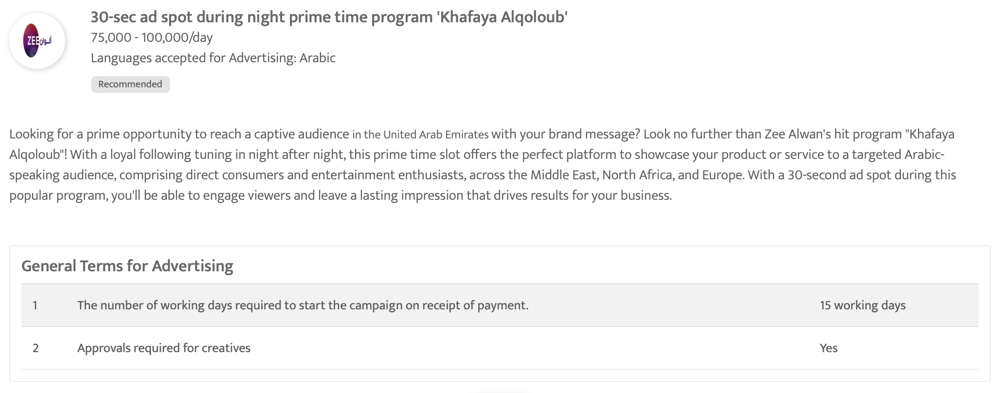 ZEE ألوان
30-sec ad spot during night prime time program 'Khafaya Alqoloub'
75,000 - 100,000/day
Languages accepted for Advertising: Arabic
Recommended
Looking for a prime opportunity to reach a captive audience in the United Arab Emirates with your brand message? Look no further than Zee Alwan's hit program "Khafaya
Alqoloub"! With a loyal following tuning in night after night, this prime time slot offers the perfect platform to showcase your product or service to a targeted Arabic-
speaking audience, comprising direct consumers and entertainment enthusiasts, across the Middle East, North Africa, and Europe. With a 30-second ad spot during this
popular program, you'll be able to engage viewers and leave a lasting impression that drives results for your business.
General Terms for Advertising
1 The number of working days required to start the campaign on receipt of payment. 15 working days
2 Approvals required for creatives Yes